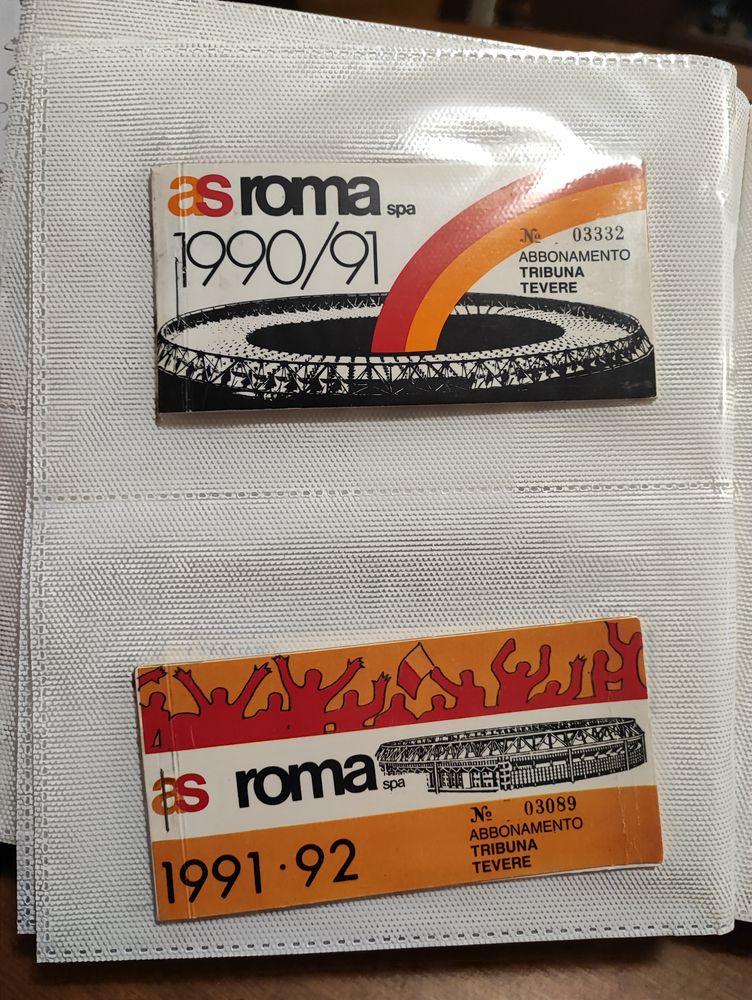 as roma spa
1990/91
№ 03332
ABBONAMENTO
TRIBUNA
TEVERE
as roma spa
№ 03089
ABBONAMENTO
TRIBUNA
TEVERE
1991·92